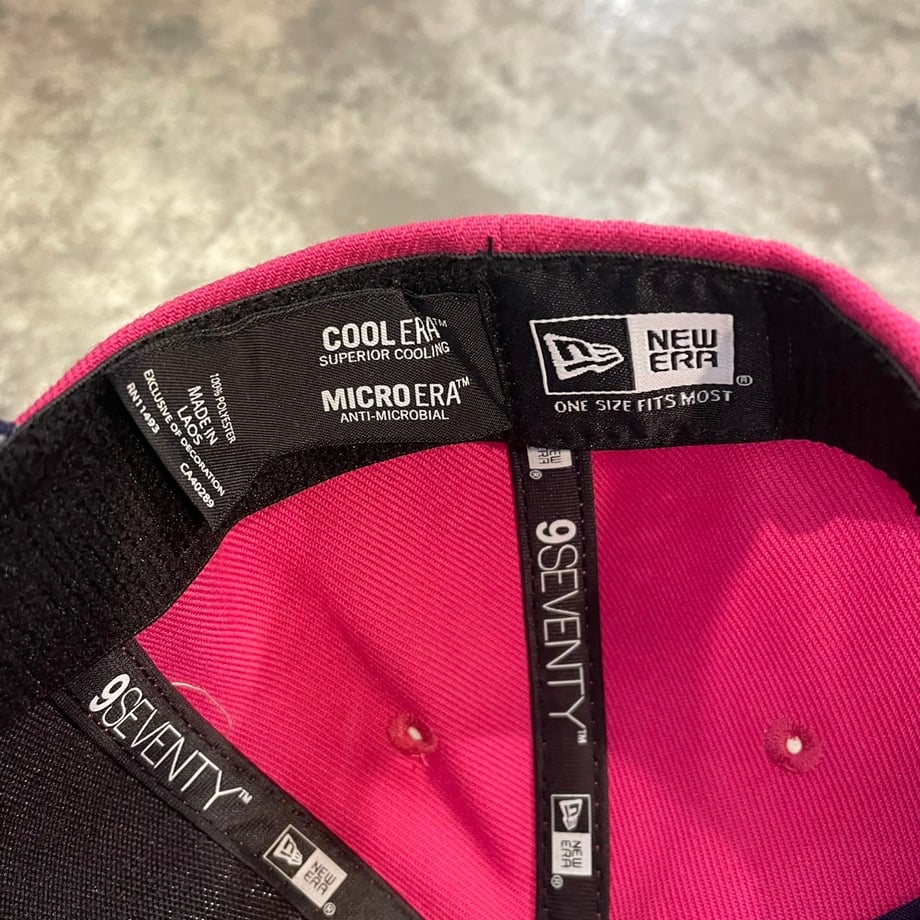 COOL ERA™
SUPERIOR COOLING
MICRO ERA™
ANTI-MICROBIAL
100% POLYESTER
MADE IN
LAOS
EXCLUSIVE OF DECORATION
RN11493
CA40289
NEW
ERA
®
ONE SIZE FITS MOST
NEW
ERA
®
9SEVENTY™
NEW
ERA
®
9SEVENTY™
NEW
ERA
®